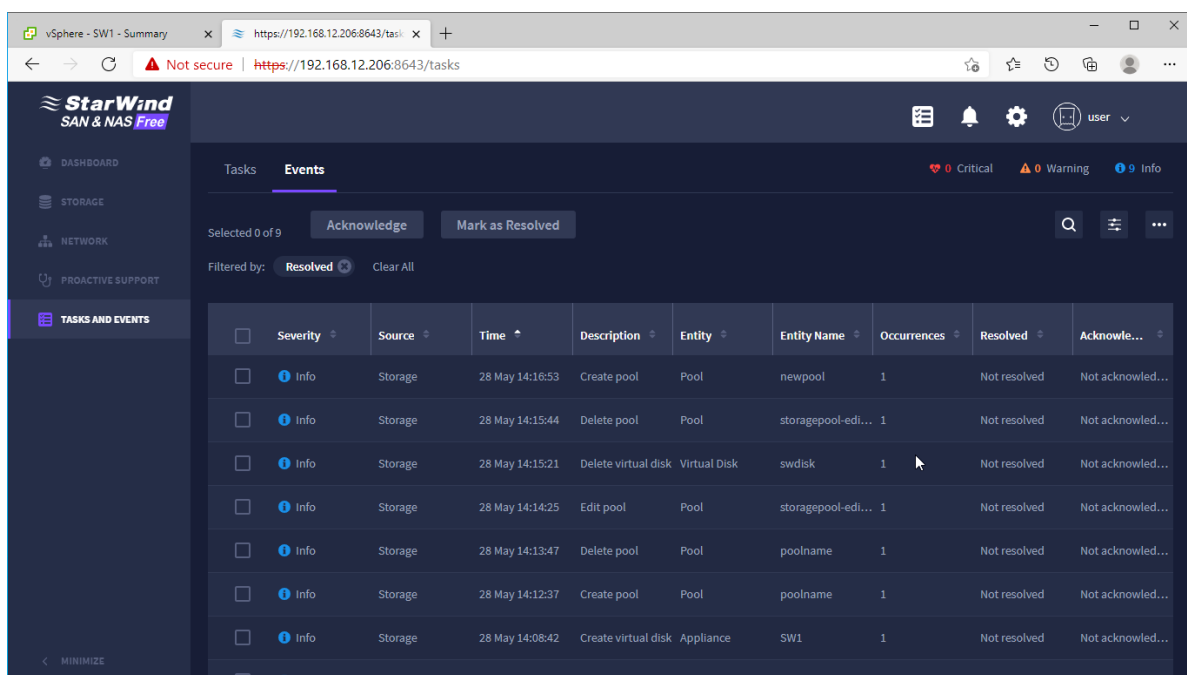 vSphere - SW1 - Summary
https://192.168.12.206:8643/task
Not secure | https://192.168.12.206:8643/tasks
StarWind
SAN & NAS Free
user
DASHBOARD
STORAGE
NETWORK
PROACTIVE SUPPORT
TASKS AND EVENTS
MINIMIZE
Tasks Events
0 Critical 0 Warning 9 Info
Selected 0 of 9 Acknowledge Mark as Resolved
Filtered by: Resolved Clear All
Severity Source Time Description Entity Entity Name Occurrences Resolved Acknowle...
Info Storage 28 May 14:16:53 Create pool Pool newpool 1 Not resolved Not acknowled...
Info Storage 28 May 14:15:44 Delete pool Pool storagepool-edi... 1 Not resolved Not acknowled...
Info Storage 28 May 14:15:21 Delete virtual disk Virtual Disk swdisk 1 Not resolved Not acknowled...
Info Storage 28 May 14:14:25 Edit pool Pool storagepool-edi... 1 Not resolved Not acknowled...
Info Storage 28 May 14:13:47 Delete pool Pool poolname 1 Not resolved Not acknowled...
Info Storage 28 May 14:12:37 Create pool Pool poolname 1 Not resolved Not acknowled...
Info Storage 28 May 14:08:42 Create virtual disk Appliance SW1 1 Not resolved Not acknowled...